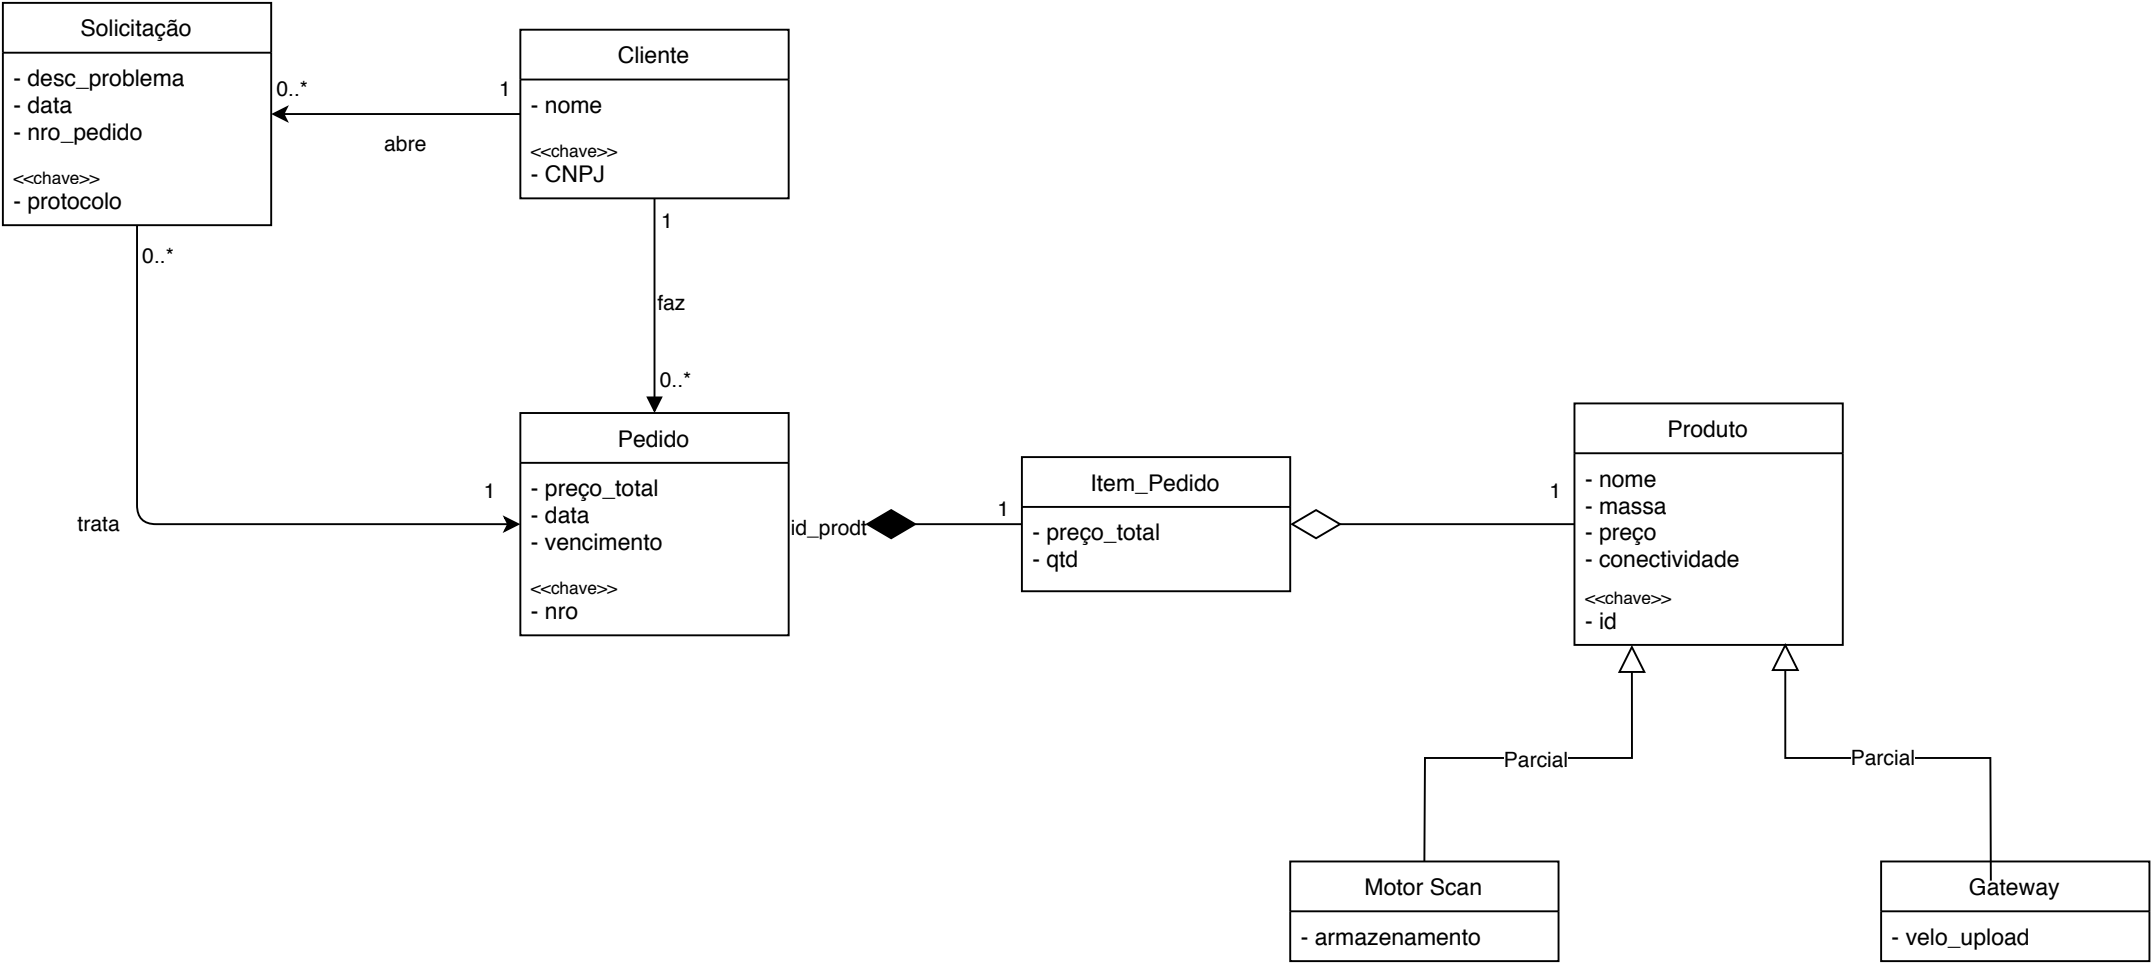 Solicitação
- desc_problema
- data
- nro_pedido
<<chave>>
- protocolo
0..*
1
abre
Cliente
- nome
<<chave>>
- CNPJ
0..*
1
faz
0..*
trata
1
Pedido
- preço_total
- data
- vencimento
<<chave>>
- nro
id_prodt
1
Item_Pedido
- preço_total
- qtd
1
Produto
- nome
- massa
- preço
- conectividade
<<chave>>
- id
Parcial
Parcial
Motor Scan
- armazenamento
Gateway
- velo_upload